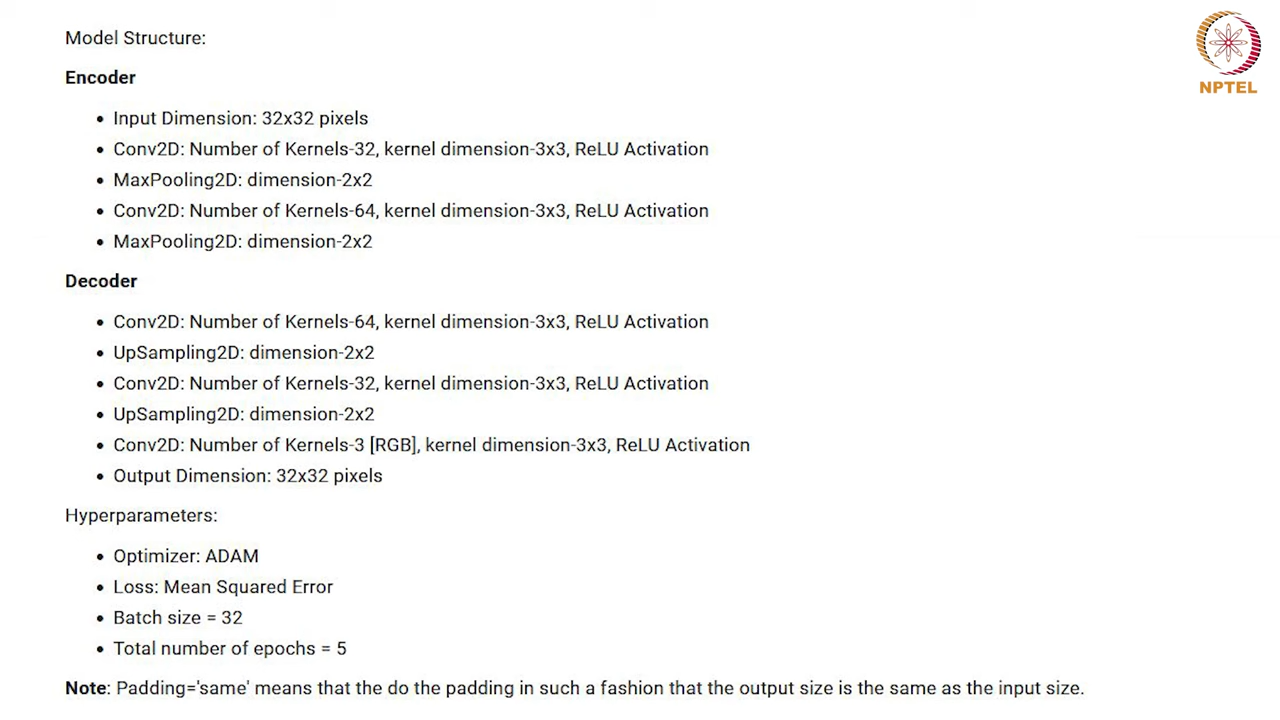 Model Structure:
NPTEL
Encoder
• Input Dimension: 32x32 pixels
• Conv2D: Number of Kernels-32, kernel dimension-3x3, ReLU Activation
• MaxPooling2D: dimension-2x2
• Conv2D: Number of Kernels-64, kernel dimension-3x3, ReLU Activation
• MaxPooling2D: dimension-2x2
Decoder
• Conv2D: Number of Kernels-64, kernel dimension-3x3, ReLU Activation
• UpSampling2D: dimension-2x2
• Conv2D: Number of Kernels-32, kernel dimension-3x3, ReLU Activation
• UpSampling2D: dimension-2x2
• Conv2D: Number of Kernels-3 [RGB], kernel dimension-3x3, ReLU Activation
• Output Dimension: 32x32 pixels
Hyperparameters:
• Optimizer: ADAM
• Loss: Mean Squared Error
• Batch size = 32
• Total number of epochs = 5
Note: Padding='same' means that the do the padding in such a fashion that the output size is the same as the input size.